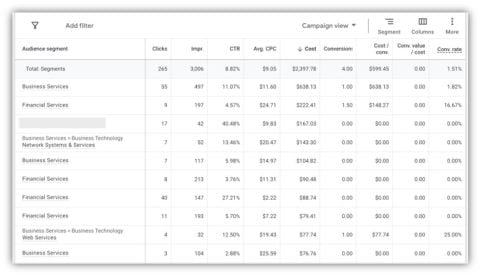 Add filter Campaign view Segment Columns More
Audience segment Clicks Impr. CTR Avg. CPC ↓ Cost Conversions Cost / conv. Conv. value / cost Conv. rate
Total: Segments 265 3,006 8.82% $9.05 $2,397.78 4.00 $599.45 0.00 1.51%
Business Services 55 497 11.07% $11.60 $638.13 1.00 $638.13 0.00 1.82%
Financial Services 9 197 4.57% $24.71 $222.41 1.50 $148.27 0.00 16.67%
17 42 40.48% $9.83 $167.03 0.00 $0.00 0.00 0.00%
Business Services > Business Technology
Network Systems & Services 7 52 13.46% $20.47 $143.30 0.00 $0.00 0.00 0.00%
Business Services 7 117 5.98% $14.97 $104.82 0.00 $0.00 0.00 0.00%
Financial Services 8 213 3.76% $11.31 $90.48 0.00 $0.00 0.00 0.00%
Financial Services 40 147 27.21% $2.22 $88.74 0.00 $0.00 0.00 0.00%
Financial Services 11 193 5.70% $7.22 $79.41 0.00 $0.00 0.00 0.00%
Business Services > Business Technology
Web Services 4 32 12.50% $19.43 $77.74 1.00 $77.74 0.00 25.00%
Business Services 3 104 2.88% $25.59 $76.76 0.00 $0.00 0.00 0.00%